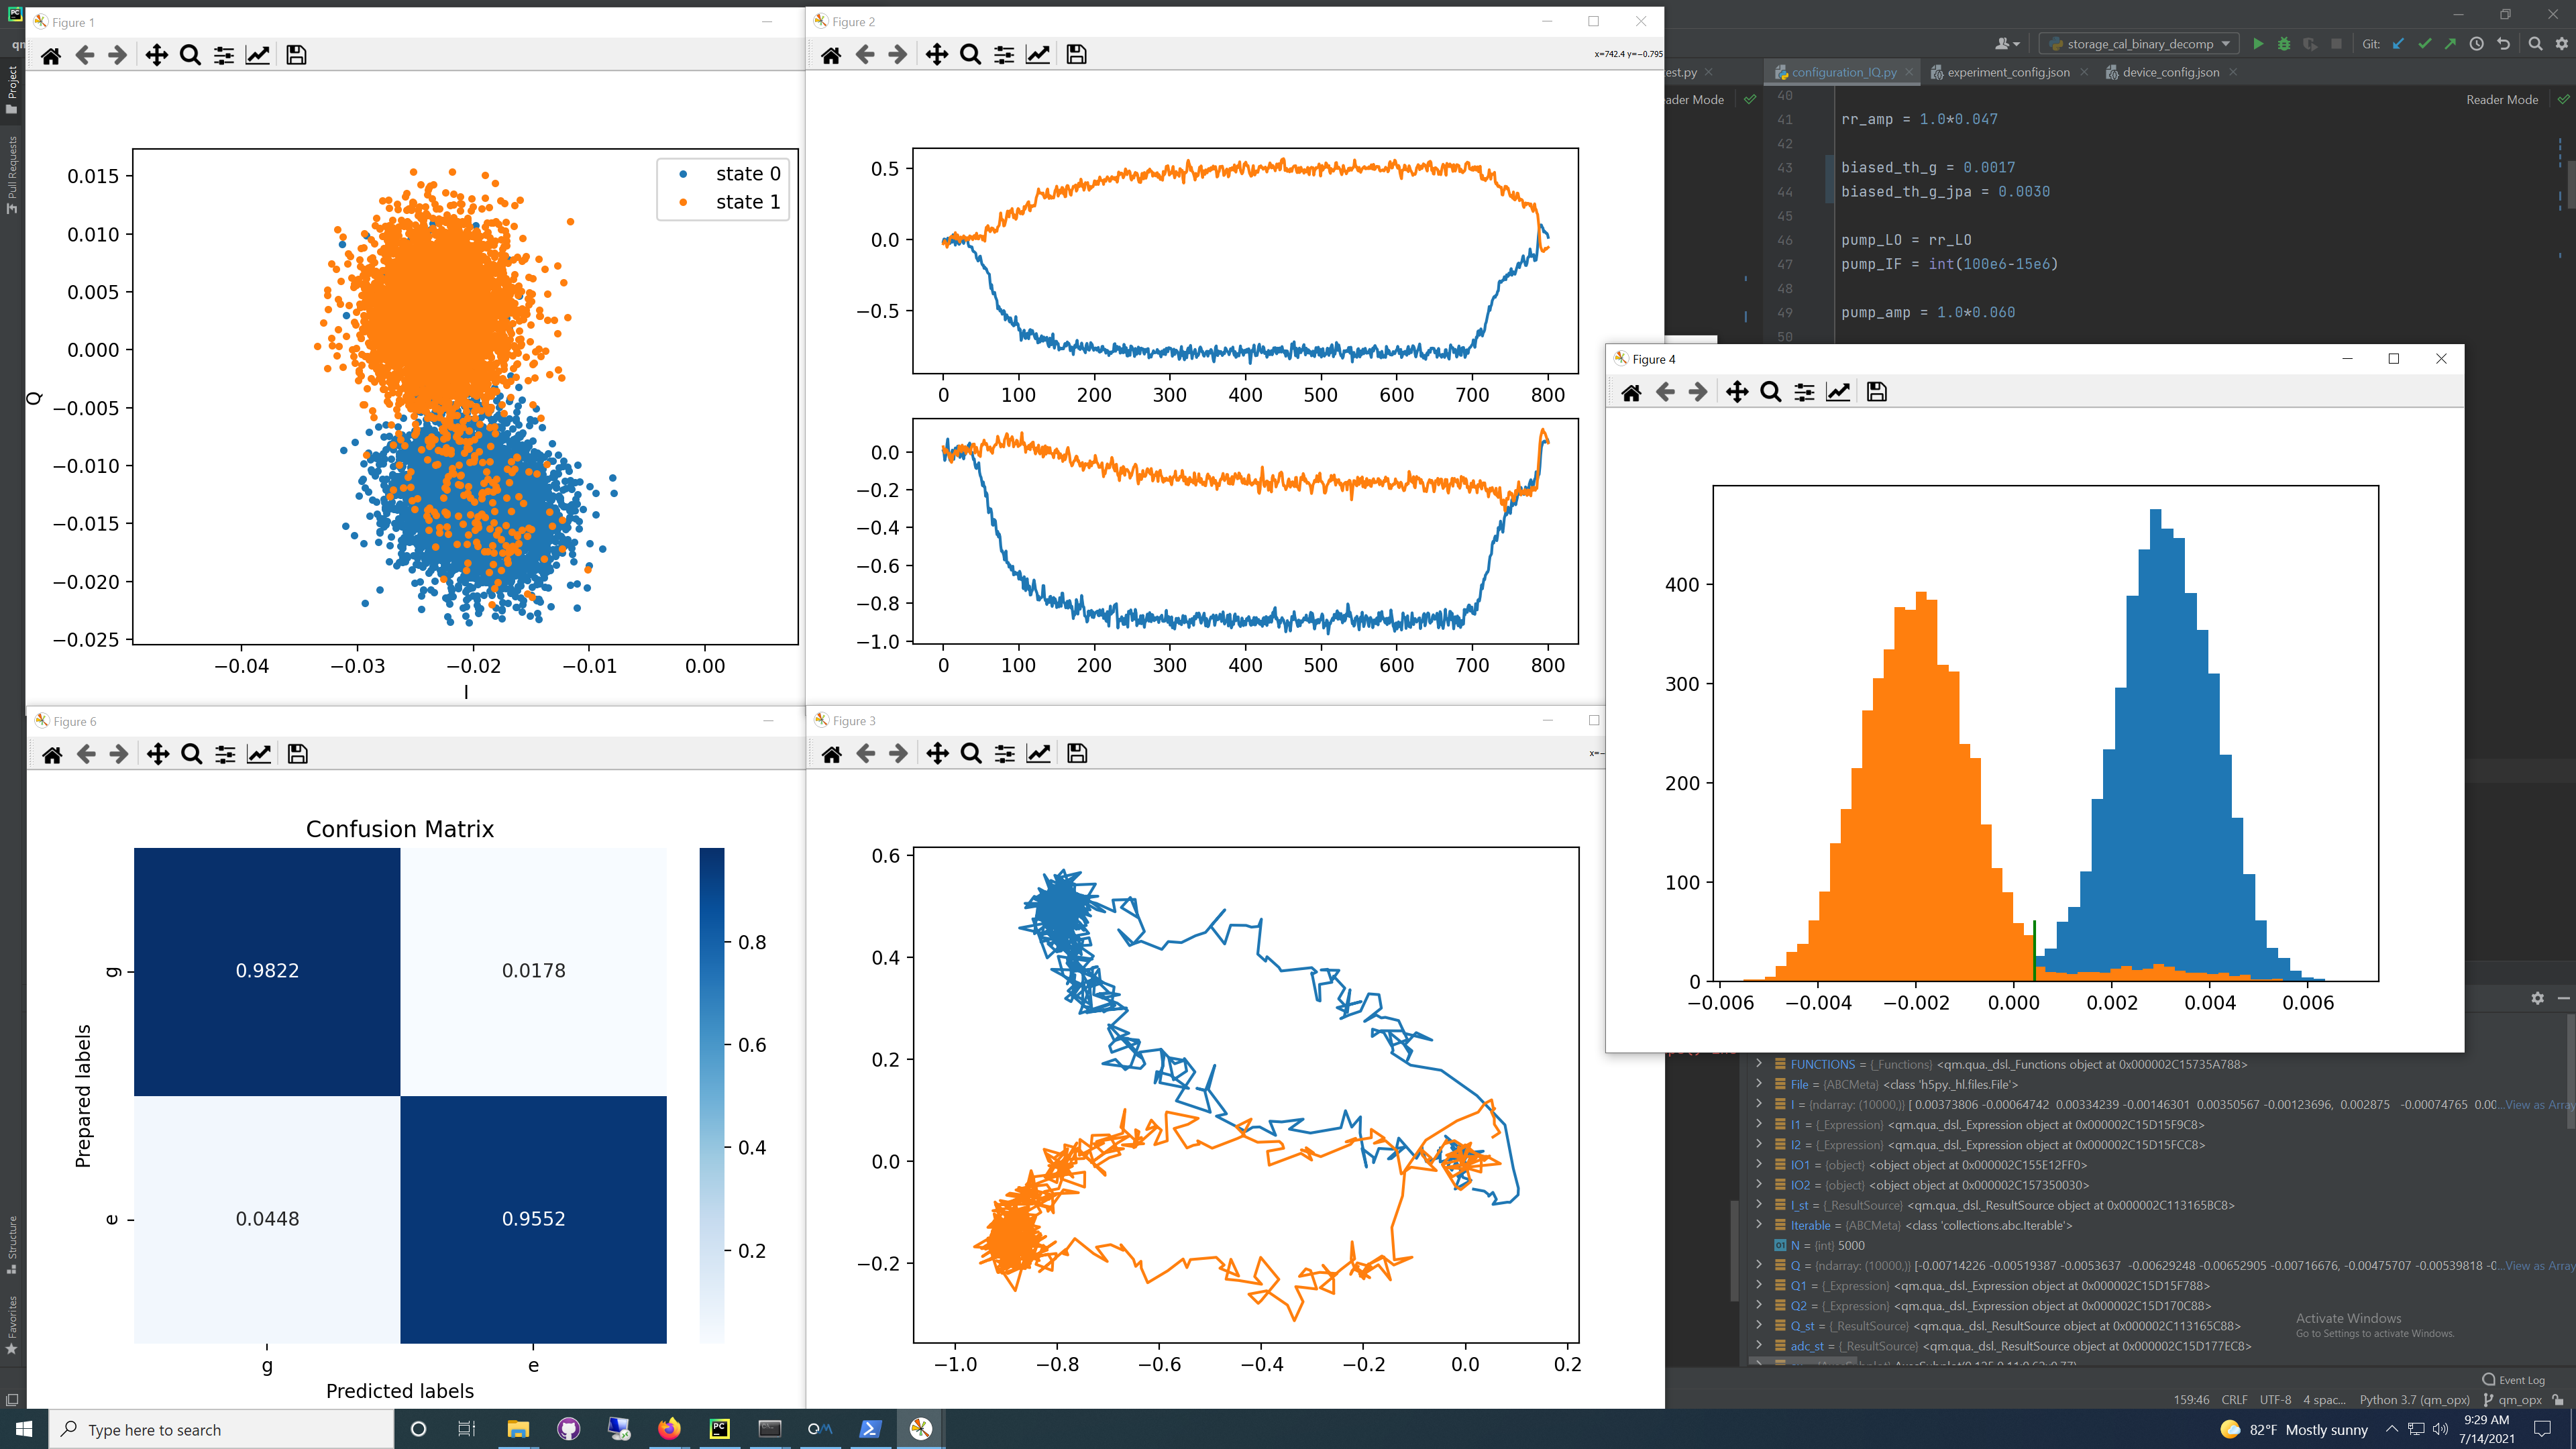 Figure 1
state 0
state 1
0.015
0.010
0.005
0.000
−0.005
−0.010
−0.015
−0.020
−0.025
Q
−0.04 −0.03 −0.02 −0.01 0.00
I
Figure 2
x=742.4 y=−0.795
0.5
0.0
−0.5
0 100 200 300 400 500 600 700 800
0.0
−0.2
−0.4
−0.6
−0.8
−1.0
0 100 200 300 400 500 600 700 800
Figure 6
Confusion Matrix
Prepared labels
g
e
0.9822 0.0178
0.0448 0.9552
g e
Predicted labels
0.8
0.6
0.4
0.2
Figure 3
x=−
0.6
0.4
0.2
0.0
−0.2
−1.0 −0.8 −0.6 −0.4 −0.2 0.0 0.2
Figure 4
400
300
200
100
0
−0.006 −0.004 −0.002 0.000 0.002 0.004 0.006
Project
Pull Requests
Structure
Favorites
storage_cal_binary_decomp
Git:
est.py
configuration_IQ.py
experiment_config.json
device_config.json
ader Mode
Reader Mode
40
41 rr_amp = 1.0*0.047
42
43 biased_th_g = 0.0017
44 biased_th_g_jpa = 0.0030
45
46 pump_LO = rr_LO
47 pump_IF = int(100e6-15e6)
48
49 pump_amp = 1.0*0.060
50
FUNCTIONS = {_Functions} <qm.qua._dsl._Functions object at 0x000002C15735A788>
File = {ABCMeta} <class 'h5py._hl.files.File'>
I = {ndarray: (10000,)} [ 0.00373806 -0.00064742 0.00334239 -0.00146301 0.00350567 -0.00123696, 0.002875 -0.00074765 0.00...View as Array
I1 = {_Expression} <qm.qua._dsl._Expression object at 0x000002C15D15F9C8>
I2 = {_Expression} <qm.qua._dsl._Expression object at 0x000002C15D15FCC8>
IO1 = {object} <object object at 0x000002C155E12FF0>
IO2 = {object} <object object at 0x000002C157350030>
I_st = {_ResultSource} <qm.qua._dsl._ResultSource object at 0x000002C113165BC8>
Iterable = {ABCMeta} <class 'collections.abc.Iterable'>
N = {int} 5000
Q = {ndarray: (10000,)} [-0.00714226 -0.00519387 -0.0053637 -0.00629248 -0.00652905 -0.00716676, -0.00475707 -0.00539818 -0...View as Array
Q1 = {_Expression} <qm.qua._dsl._Expression object at 0x000002C15D15F788>
Q2 = {_Expression} <qm.qua._dsl._Expression object at 0x000002C15D170C88>
Q_st = {_ResultSource} <qm.qua._dsl._ResultSource object at 0x000002C113165C88>
adc_st = {_ResultSource} <qm.qua._dsl._ResultSource object at 0x000002C15D177EC8>
Activate Windows
Go to Settings to activate Windows.
Event Log
159:46 CRLF UTF-8 4 spac... Python 3.7 (qm_opx) qm_opx
Type here to search
82°F Mostly sunny
9:29 AM
7/14/2021